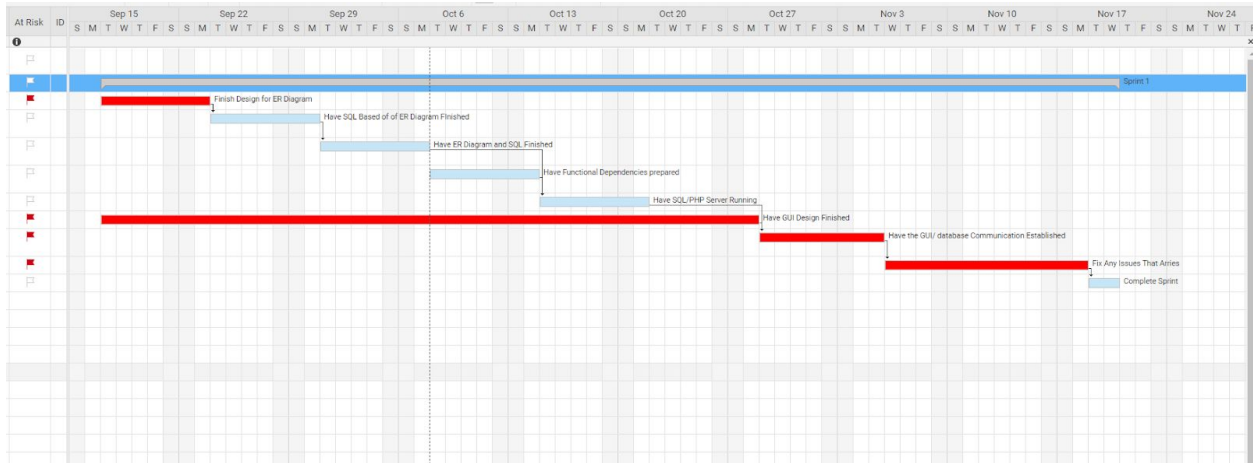 At Risk ID Sep 15 Sep 22 Sep 29 Oct 6 Oct 13 Oct 20 Oct 27 Nov 3 Nov 10 Nov 17 Nov 24
S M T W T F S S M T W T F S S M T W T F S S M T W T F S S M T W T F S S M T W T F S S M T W T F S S M T W T F S S M T W T F S S M T W T F S S M T W T F
Sprint 1
Finish Design for ER Diagram
Have SQL Based of of ER Diagram FInished
Have ER Diagram and SQL Finished
Have Functional Dependencies prepared
Have SQL/PHP Server Running
Have GUI Design Finished
Have the GUI/ database Communication Established
Fix Any Issues That Arries
Complete Sprint